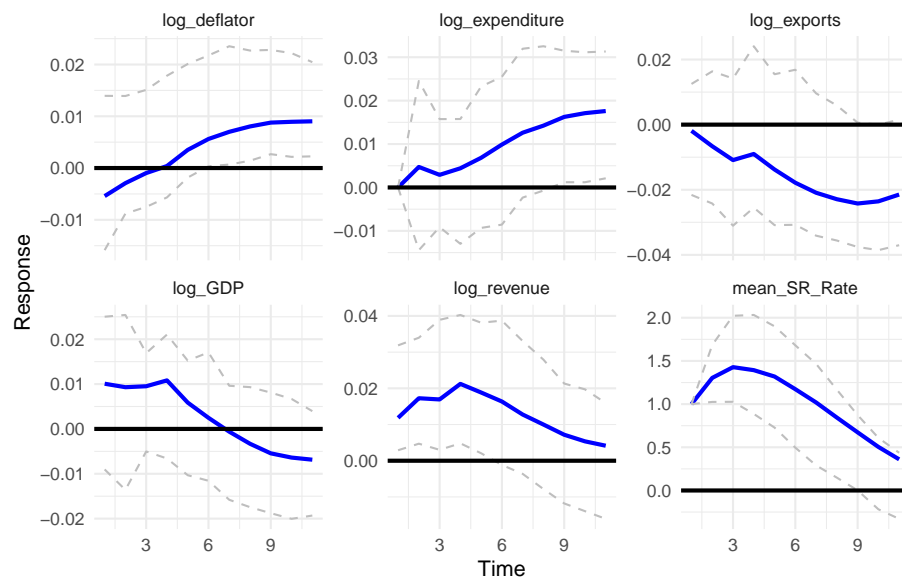 log_deflator
log_expenditure
log_exports
0.02
0.01
0.00
−0.01
0.03
0.02
0.01
0.00
−0.01
0.02
0.00
−0.02
−0.04
log_GDP
log_revenue
mean_SR_Rate
0.02
0.01
0.00
−0.01
−0.02
0.04
0.02
0.00
2.0
1.5
1.0
0.5
0.0
3 6 9
3 6 9
3 6 9
Time
Response